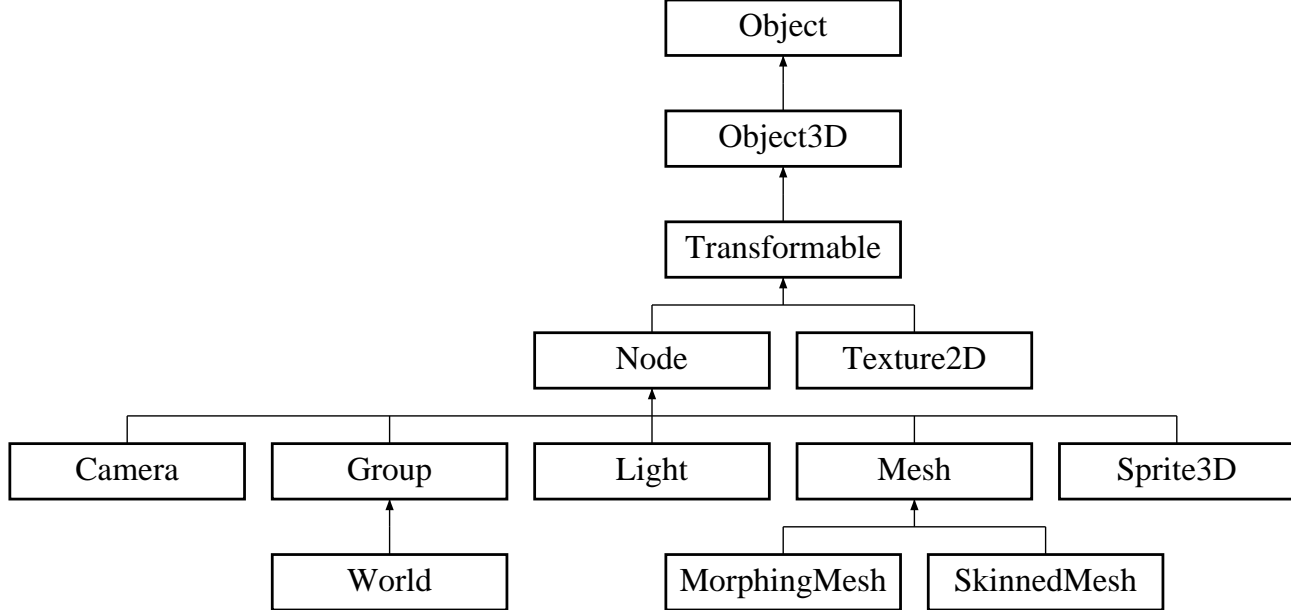 Object
Object3D
Transformable
Node
Texture2D
Camera
Group
Light
Mesh
Sprite3D
World
MorphingMesh
SkinnedMesh